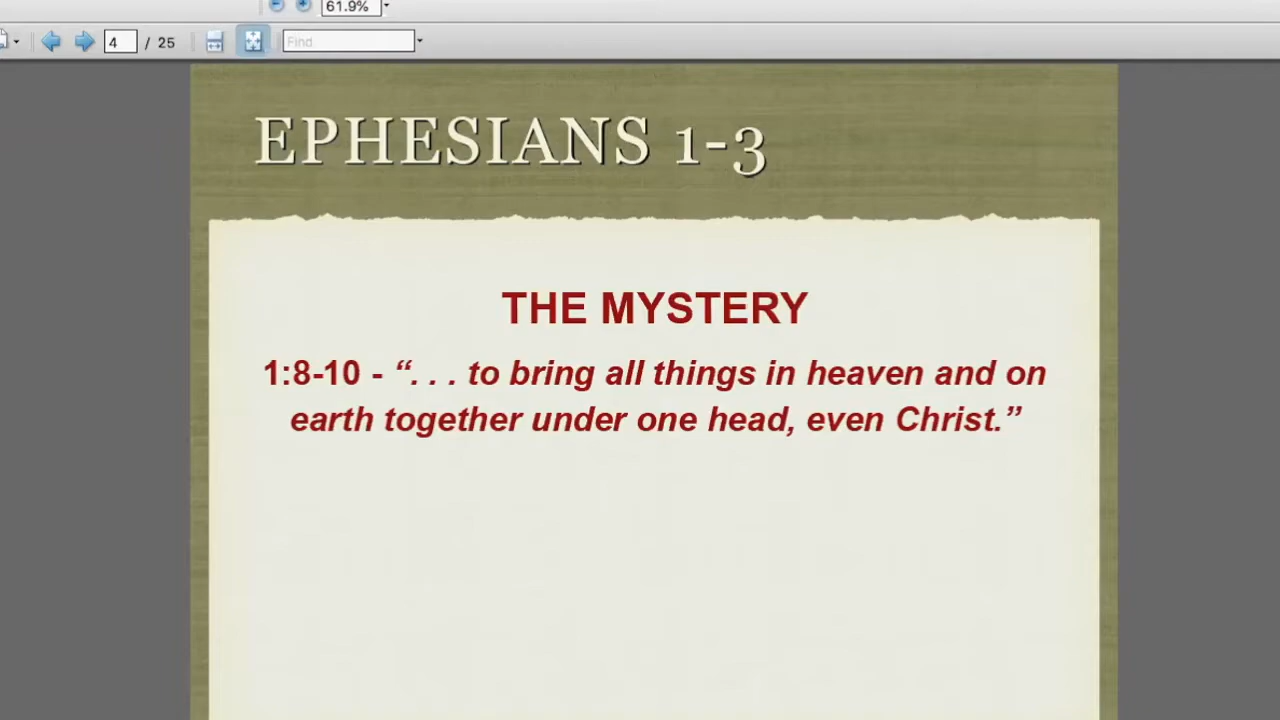 61.9%
4 / 25 Find
EPHESIANS 1-3
THE MYSTERY
1:8-10 - “. . . to bring all things in heaven and on
earth together under one head, even Christ.”